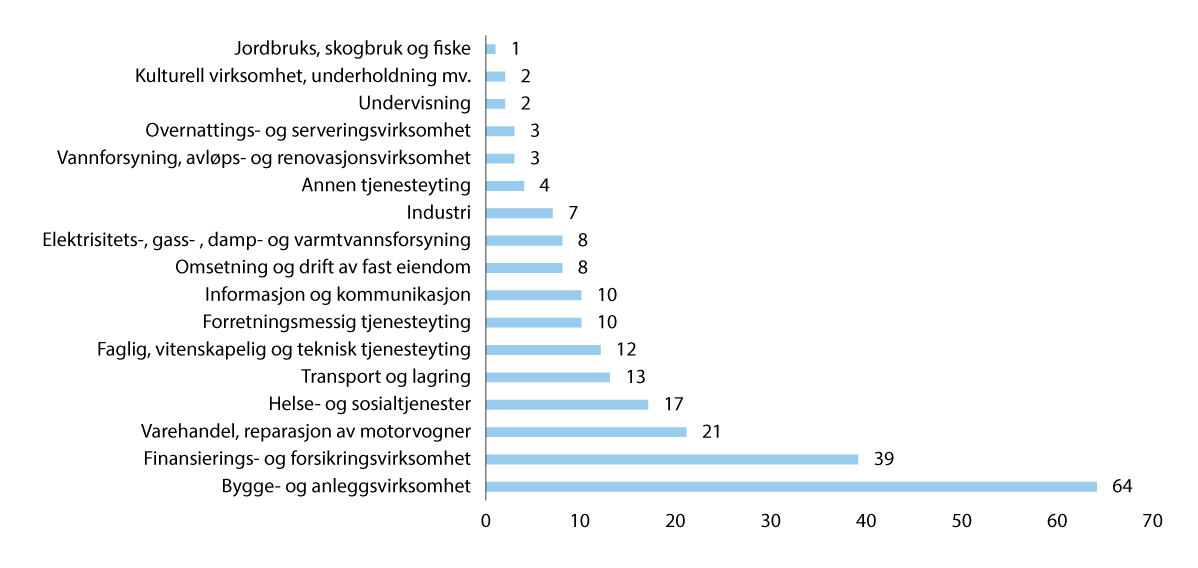 Jordbruks, skogbruk og fiske 1
Kulturell virksomhet, underholdning mv. 2
Undervisning 2
Overnattings- og serveringsvirksomhet 3
Vannforsyning, avløps- og renovasjonsvirksomhet 3
Annen tjenesteyting 4
Industri 7
Elektrisitets-, gass- , damp- og varmtvannsforsyning 8
Omsetning og drift av fast eiendom 8
Informasjon og kommunikasjon 10
Forretningsmessig tjenesteyting 10
Faglig, vitenskapelig og teknisk tjenesteyting 12
Transport og lagring 13
Helse- og sosialtjenester 17
Varehandel, reparasjon av motorvogner 21
Finansierings- og forsikringsvirksomhet 39
Bygge- og anleggsvirksomhet 64
0 10 20 30 40 50 60 70